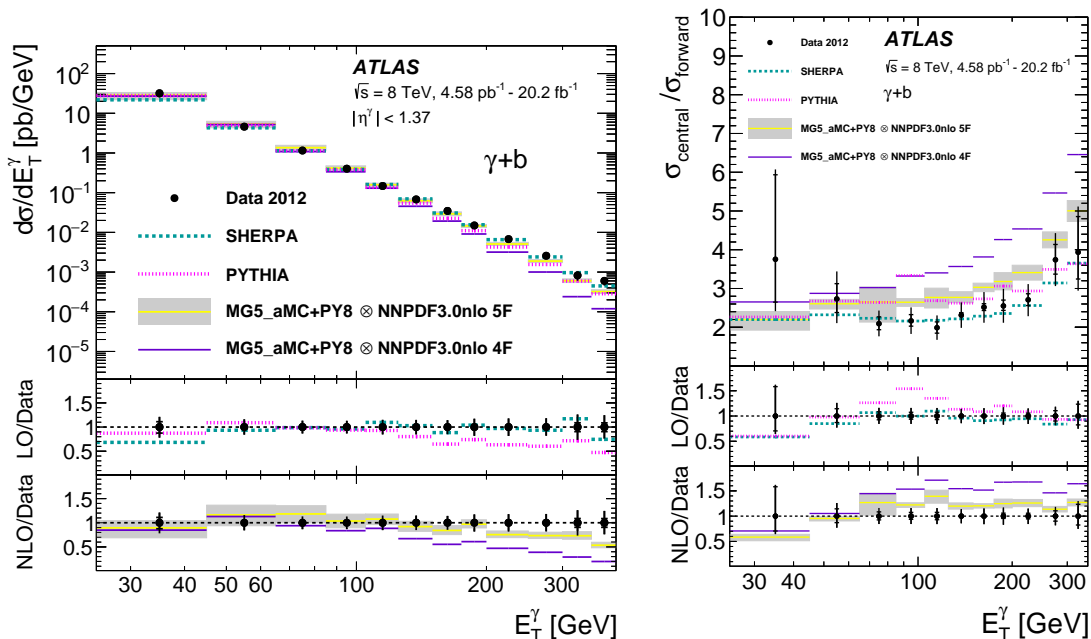 dσ/dE_T^γ [pb/GeV]
10^2
10
1
10^−1
10^−2
10^−3
10^−4
10^−5
ATLAS
√s = 8 TeV, 4.58 pb^-1 - 20.2 fb^-1
|η^γ| < 1.37
γ+b
Data 2012
SHERPA
PYTHIA
MG5_aMC+PY8 ⊗ NNPDF3.0nlo 5F
MG5_aMC+PY8 ⊗ NNPDF3.0nlo 4F
LO/Data
1.5
1
0.5
NLO/Data
1.5
1
0.5
30 40 50 60 100 200 300
E_T^γ [GeV]
σ_central/σ_forward
10
9
8
7
6
5
4
3
2
Data 2012
SHERPA
PYTHIA
MG5_aMC+PY8 ⊗ NNPDF3.0nlo 5F
MG5_aMC+PY8 ⊗ NNPDF3.0nlo 4F
ATLAS
√s = 8 TeV, 4.58 pb^-1 - 20.2 fb^-1
γ+b
LO/Data
1.5
1
0.5
NLO/Data
1.5
1
0.5
30 40 50 100 200 300
E_T^γ [GeV]